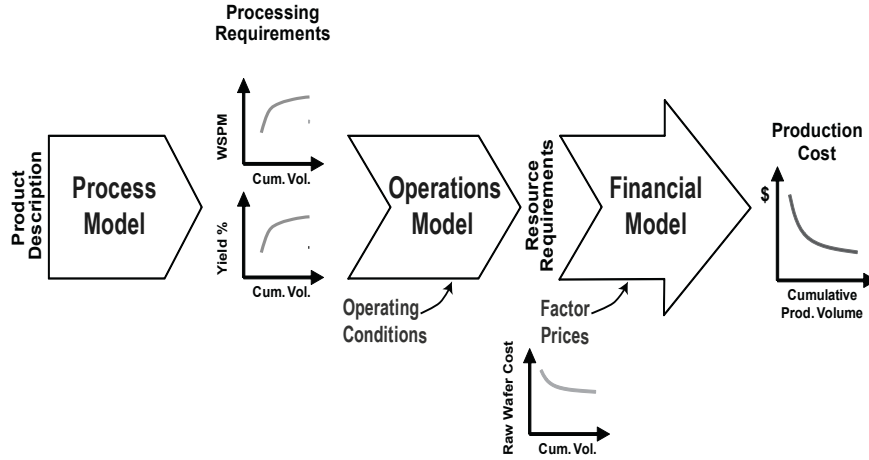 Processing
Requirements
WSPM
Cum. Vol.
Yield %
Cum. Vol.
Product
Description
Process
Model
Operations
Model
Operating
Conditions
Resource
Requirements
Financial
Model
Factor
Prices
Raw Wafer Cost
Cum. Vol.
Production
Cost
$
Cumulative
Prod. Volume